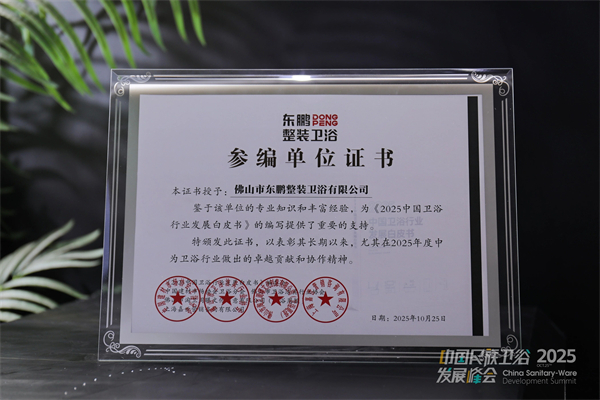 东鹏 DONG PENG
整装卫浴
参编单位证书
本证书授予：佛山市东鹏整装卫浴有限公司
鉴于该单位的专业知识和丰富经验，为《2025中国卫浴
行业发展白皮书》的编写提供了重要的支持。
特颁发此证书，以表彰其长期以来，尤其在2025年度中
为卫浴行业做出的卓越贡献和协作精神。
日期：2025年10月25日
中国民族卫浴 2025
发展峰会 China Sanitary-Ware
Development Summit